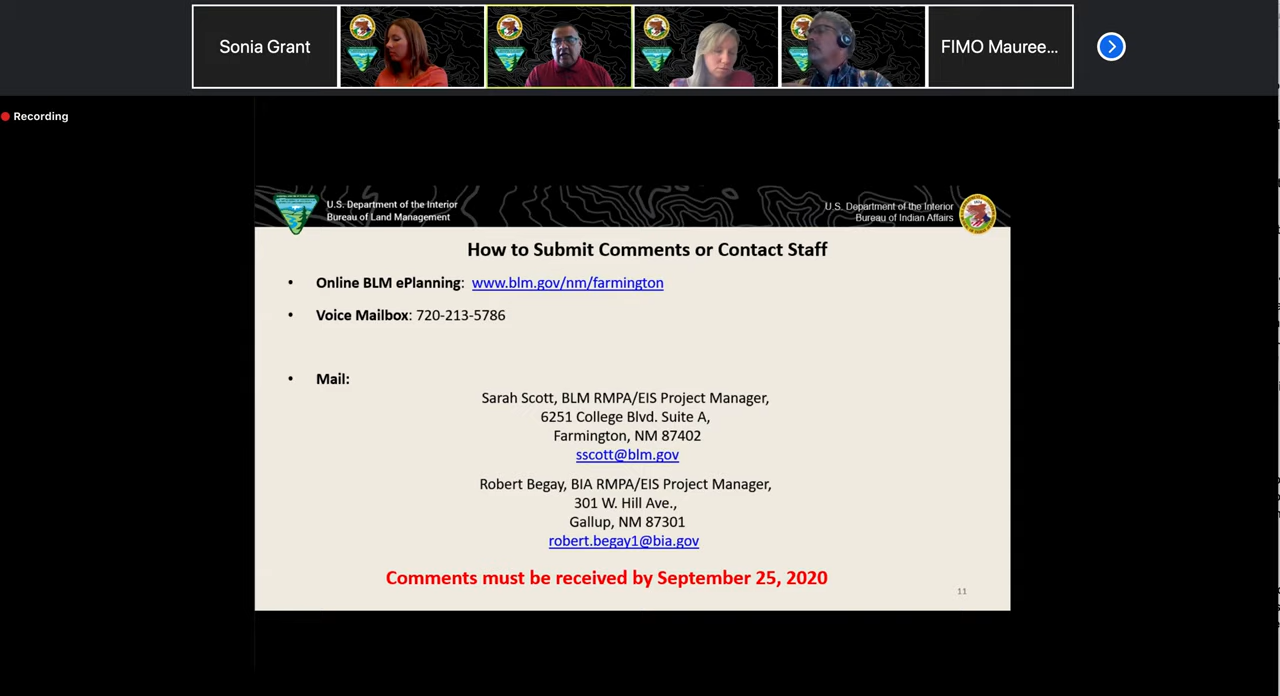 Sonia Grant
FIMO Mauree...
Recording
U.S. Department of the Interior
Bureau of Land Management
U.S. Department of the Interior
Bureau of Indian Affairs
How to Submit Comments or Contact Staff
• Online BLM ePlanning: www.blm.gov/nm/farmington
• Voice Mailbox: 720-213-5786
• Mail:
Sarah Scott, BLM RMPA/EIS Project Manager,
6251 College Blvd. Suite A,
Farmington, NM 87402
sscott@blm.gov
Robert Begay, BIA RMPA/EIS Project Manager,
301 W. Hill Ave.,
Gallup, NM 87301
robert.begay1@bia.gov
Comments must be received by September 25, 2020
11